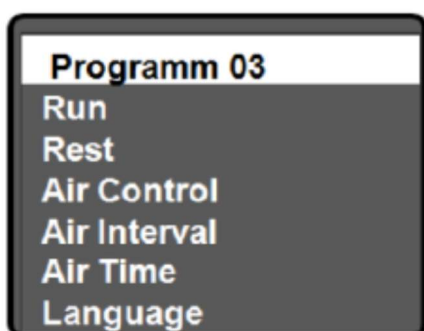 Programm 03
Run
Rest
Air Control
Air Interval
Air Time
Language